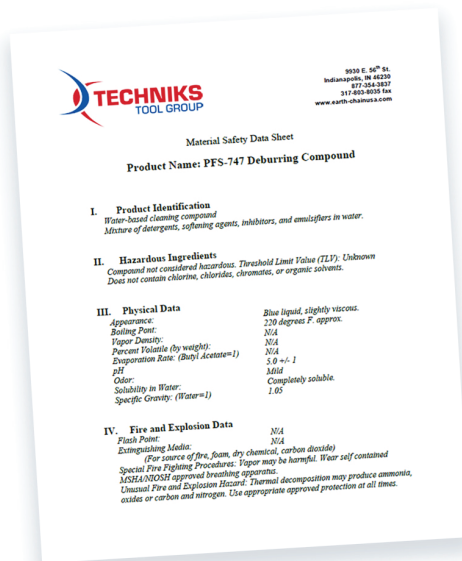 TECHNIKS
TOOL GROUP
9930 E. 56th St.
Indianapolis, IN 46230
877-354-3837
317-803-8035 fax
www.earth-chainusa.com
Material Safety Data Sheet
Product Name: PFS-747 Deburring Compound
I. Product Identification
Water-based cleaning compound
Mixture of detergents, softening agents, inhibitors, and emulsifiers in water.
II. Hazardous Ingredients
Compound not considered hazardous. Threshold Limit Value (TLV): Unknown
Does not contain chlorine, chlorides, chromates, or organic solvents.
III. Physical Data
Appearance: Blue liquid, slightly viscous.
Boiling Pont: 220 degrees F. approx.
Vapor Density: N/A
Percent Volatile (by weight): N/A
Evaporation Rate: (Butyl Acetate=1) N/A
pH 5.0 +/- 1
Odor: Mild
Solubility in Water: Completely soluble.
Specific Gravity: (Water=1) 1.05
IV. Fire and Explosion Data
Flash Point: N/A
Extinguishing Media: N/A
(For source of fire, foam, dry chemical, carbon dioxide)
Special Fire Fighting Procedures: Vapor may be harmful. Wear self contained
MSHA/NIOSH approved breathing apparatus.
Unusual Fire and Explosion Hazard: Thermal decomposition may produce ammonia,
oxides or carbon and nitrogen. Use appropriate approved protection at all times.